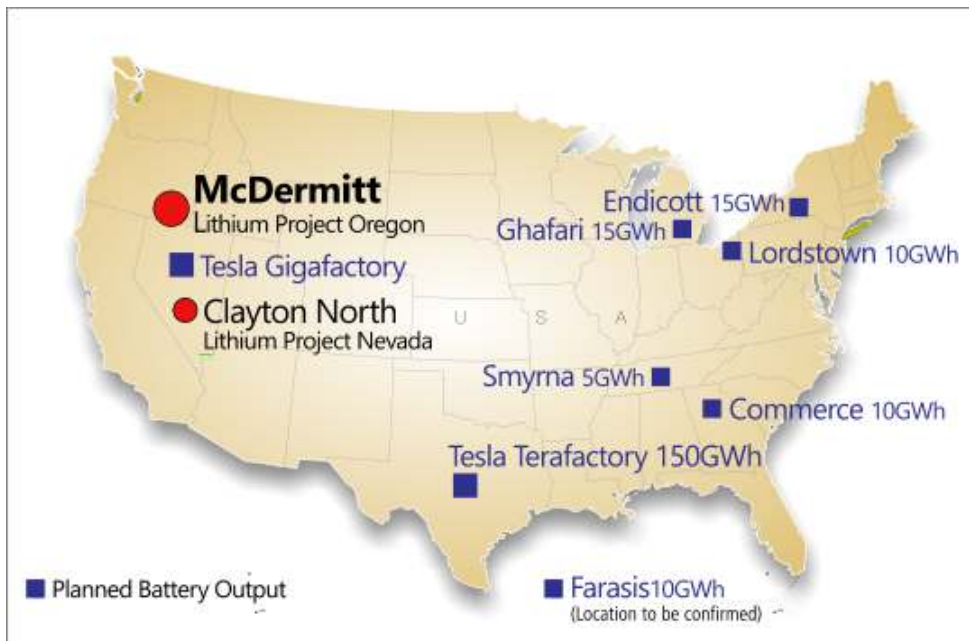 McDermitt
Lithium Project Oregon
Tesla Gigafactory
Clayton North
Lithium Project Nevada
Endicott 15GWh
Ghafari 15GWh
Lordstown 10GWh
U S A
Smyrna 5GWh
Commerce 10GWh
Tesla Terafactory 150GWh
Planned Battery Output
Farasis10GWh
(Location to be confirmed)